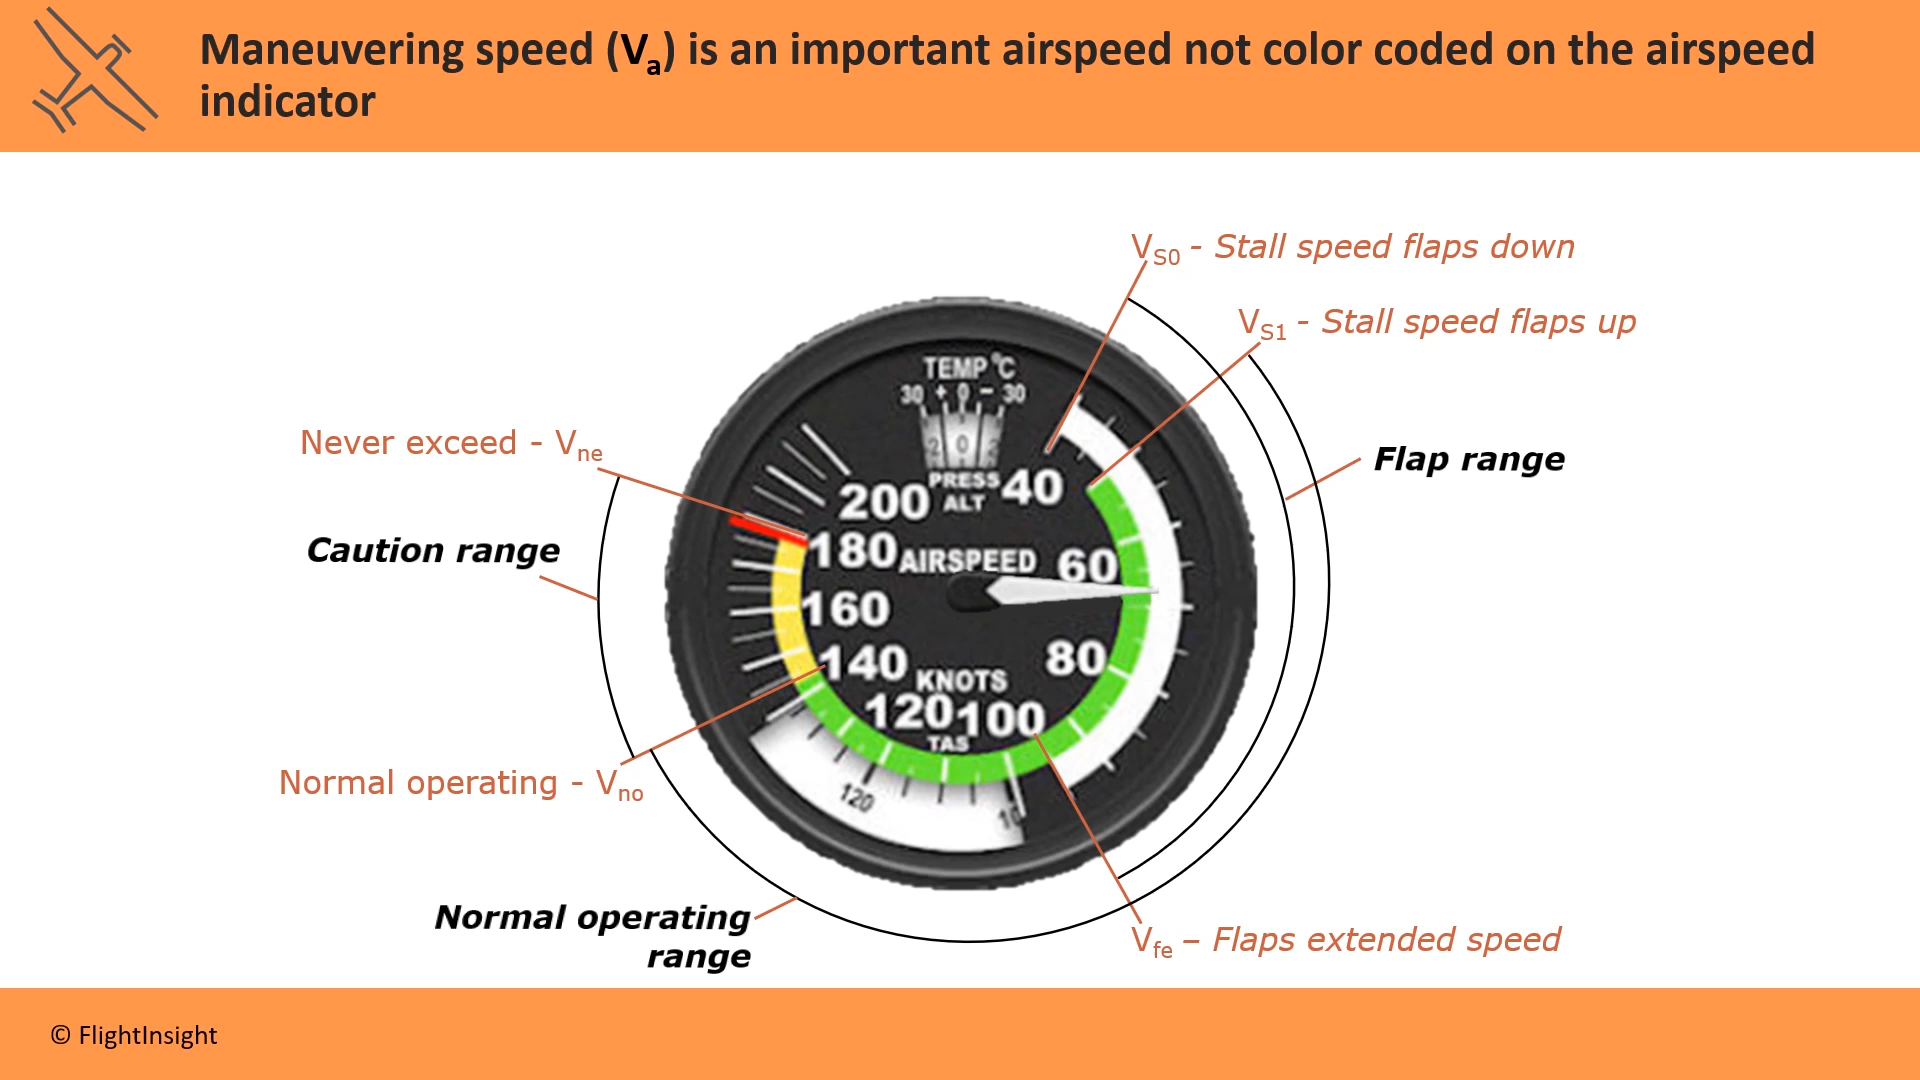 Maneuvering speed (Va) is an important airspeed not color coded on the airspeed
indicator
VS0 - Stall speed flaps down
VS1 - Stall speed flaps up
Never exceed - Vne
Flap range
Caution range
TEMP °C
30 + 0 - 30
0
PRESS
ALT
40
200
180
AIRSPEED
60
160
140
KNOTS
80
120
100
TAS
120
10
Normal operating - Vno
Normal operating
range
Vfe – Flaps extended speed
© FlightInsight